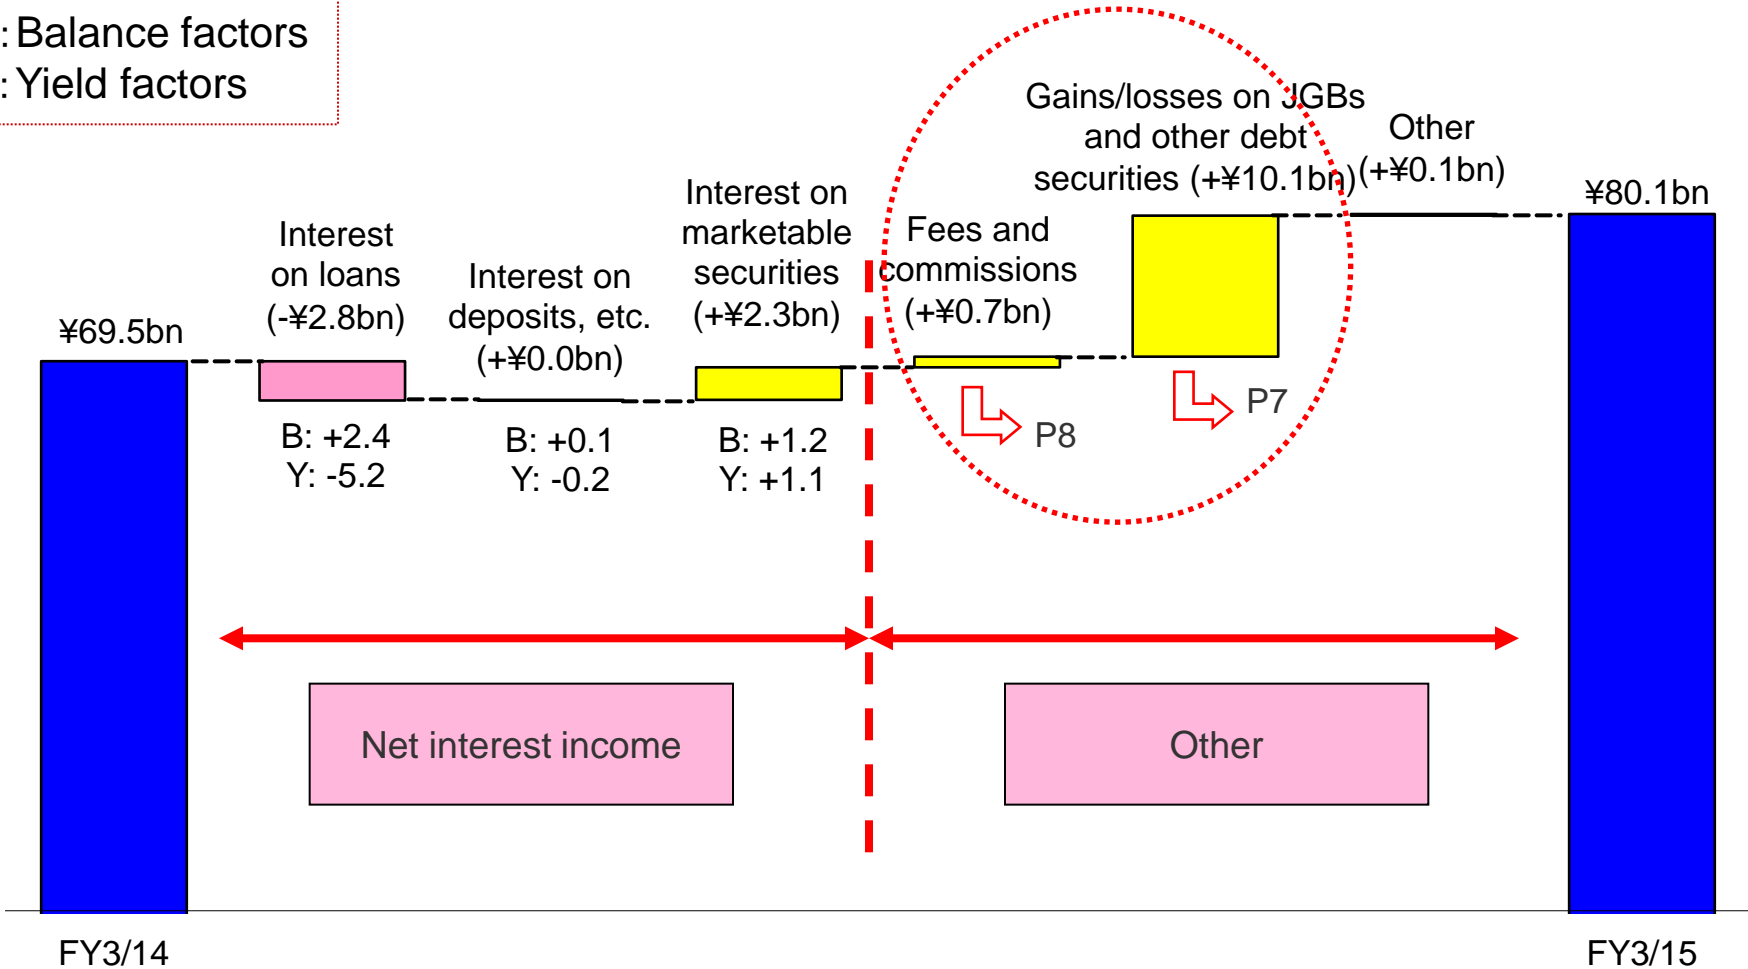 : Balance factors
: Yield factors
Gains/losses on JGBs
and other debt
securities (+¥10.1bn)
Other
(+¥0.1bn)
¥80.1bn
Interest on
marketable
securities
(+¥2.3bn)
Fees and
commissions
(+¥0.7bn)
Interest
on loans
(-¥2.8bn)
Interest on
deposits, etc.
(+¥0.0bn)
¥69.5bn
B: +2.4
Y: -5.2
B: +0.1
Y: -0.2
B: +1.2
Y: +1.1
P8
P7
Net interest income
Other
FY3/14
FY3/15